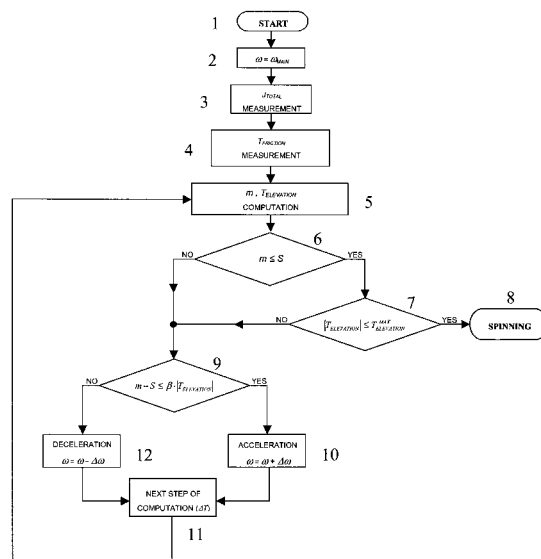 1
START
2
ω = ω_MAIN
3
J_TOTAL
MEASUREMENT
4
T_FRICTION
MEASUREMENT
m , T_ELEVATION
COMPUTATION
5
6
NO
m ≤ S
YES
7
8
NO
|T_ELEVATION| ≤ T_ELEVATION^MAX
YES
SPINNING
9
NO
m − S ≤ β·|T_ELEVATION|
YES
DECELERATION
ω = ω − Δω
12
ACCELERATION
ω = ω + Δω
10
NEXT STEP OF
COMPUTATION (ΔT)
11